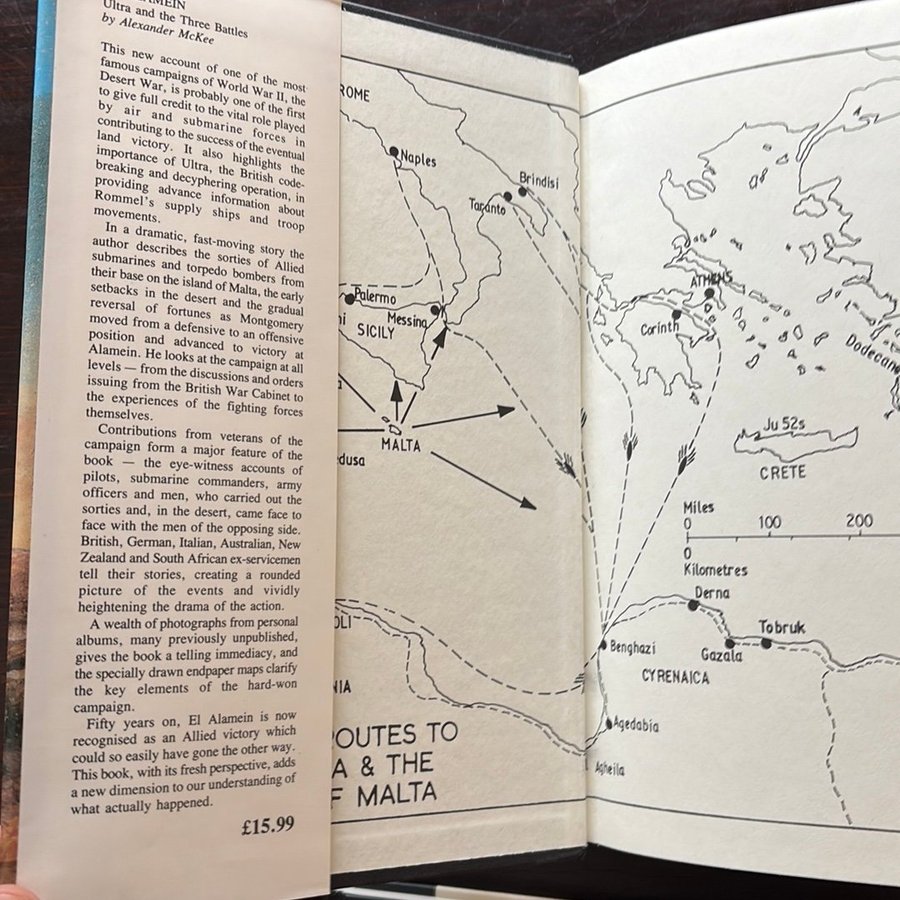 AMEIN
Ultra and the Three Battles
by Alexander McKee
This new account of one of the most
famous campaigns of World War II, the
Desert War, is probably one of the first
to give full credit to the vital role played
by air and submarine forces in
contributing to the success of the eventual
land victory. It also highlights the
importance of Ultra, the British code-
breaking and decyphering operation, in
providing advance information about
Rommel's supply ships and troop
movements.
In a dramatic, fast-moving story the
author describes the sorties of Allied
submarines and torpedo bombers from
their base on the island of Malta, the early
setbacks in the desert and the gradual
reversal of fortunes as Montgomery
moved from a defensive to an offensive
position and advanced to victory at
Alamein. He looks at the campaign at all
levels — from the discussions and orders
issuing from the British War Cabinet to
the experiences of the fighting forces
themselves.
Contributions from veterans of the
campaign form a major feature of the
book — the eye-witness accounts of
pilots, submarine commanders, army
officers and men, who carried out the
sorties and, in the desert, came face to
face with the men of the opposing side.
British, German, Italian, Australian, New
Zealand and South African ex-servicemen
tell their stories, creating a rounded
picture of the events and vividly
heightening the drama of the action.
A wealth of photographs from personal
albums, many previously unpublished,
gives the book a telling immediacy, and
the specially drawn endpaper maps clarify
the key elements of the hard-won
campaign.
Fifty years on, El Alamein is now
recognised as an Allied victory which
could so easily have gone the other way.
This book, with its fresh perspective, adds
a new dimension to our understanding of
what actually happened.
£15.99
ROME
Naples
Brindisi
Taranto
Palermo
Messina
SICILY
MALTA
edusa
OLI
NIA
OUTES TO
A & THE
F MALTA
ATHENS
Corinth
Dodecan
Ju 52s
CRETE
Miles
0 100 200
0
Kilometres
Derna
Tobruk
Gazala
Benghazi
CYRENAICA
Agedabia
Agheila